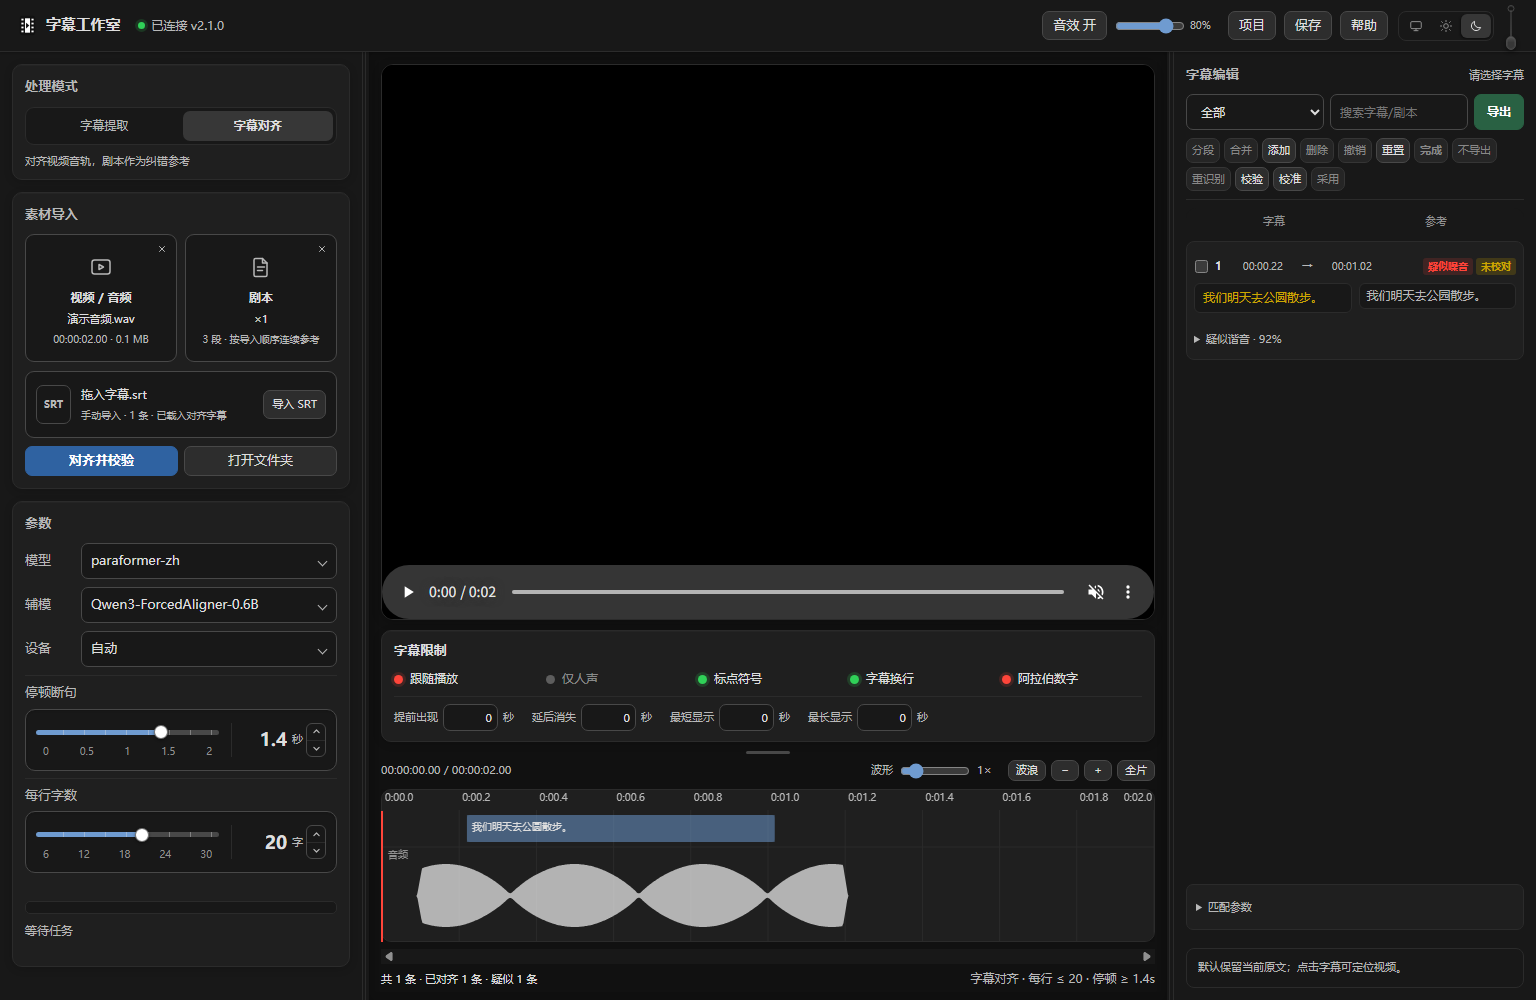 字幕工作室
已连接 v2.1.0
音效 开
80%
项目
保存
帮助
处理模式
字幕提取
字幕对齐
对齐视频音轨，剧本作为纠错参考
素材导入
×
视频 / 音频
演示音频.wav
00:00:02.00 · 0.1 MB
×
剧本
×1
3 段 · 按导入顺序连续参考
SRT
拖入字幕.srt
手动导入 · 1 条 · 已载入对齐字幕
导入 SRT
对齐并校验
打开文件夹
参数
模型
paraformer-zh
辅模
Qwen3-ForcedAligner-0.6B
设备
自动
停顿断句
0 0.5 1 1.5 2
1.4 秒
每行字数
6 12 18 24 30
20 字
等待任务
0:00 / 0:02
字幕限制
跟随播放
仅人声
标点符号
字幕换行
阿拉伯数字
提前出现 0 秒
延后消失 0 秒
最短显示 0 秒
最长显示 0 秒
00:00:00.00 / 00:00:02.00
波形
1×
波浪
−
+
全片
0:00.0 0:00.2 0:00.4 0:00.6 0:00.8 0:01.0 0:01.2 0:01.4 0:01.6 0:01.8 0:02.0
我们明天去公圆散步。
音频
共 1 条 · 已对齐 1 条 · 疑似 1 条
字幕对齐 · 每行 ≤ 20 · 停顿 ≥ 1.4s
字幕编辑
请选择字幕
全部
搜索字幕/剧本
导出
分段 合并 添加 删除 撤销 重置 完成 不导出
重识别 校验 校准 采用
字幕 参考
1 00:00.22 → 00:01.02 疑似噪音 未校对
我们明天去公圆散步。
我们明天去公园散步。
疑似谐音 · 92%
匹配参数
默认保留当前原文；点击字幕可定位视频。